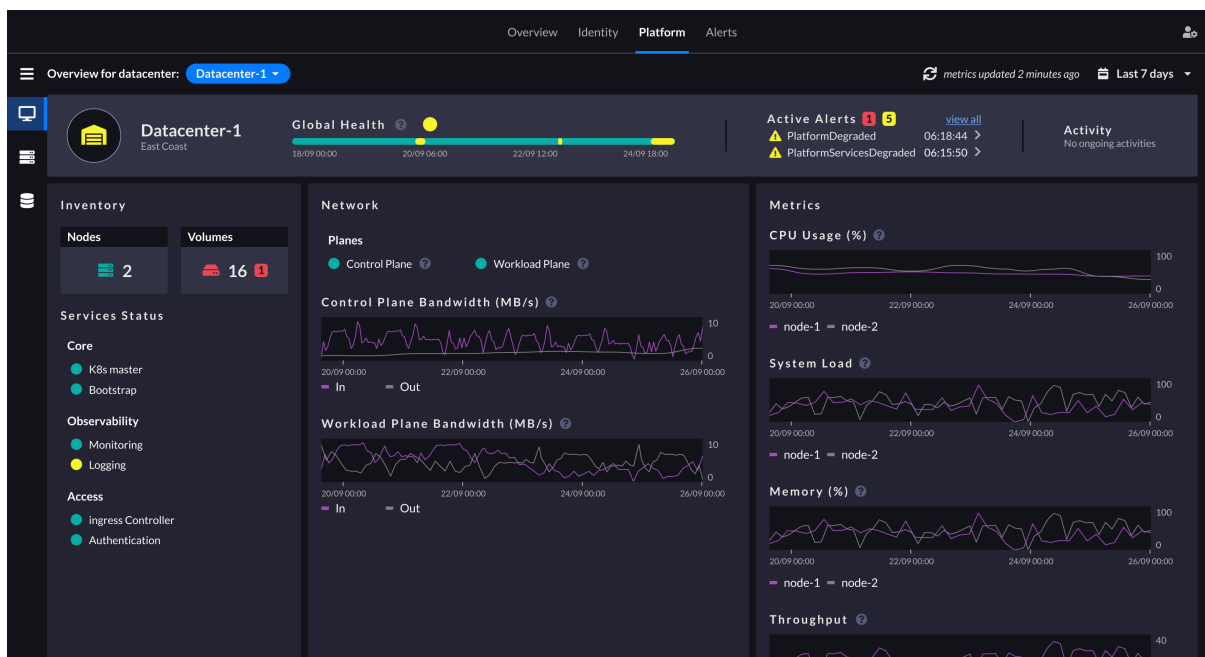 Overview Identity Platform Alerts
Overview for datacenter: Datacenter-1
metrics updated 2 minutes ago Last 7 days
Datacenter-1
East Coast
Global Health ?
18/09 00:00 20/09 06:00 22/09 12:00 24/09 18:00
Active Alerts 1 5 view all
PlatformDegraded 06:18:44
PlatformServicesDegraded 06:15:50
Activity
No ongoing activities
Inventory
Nodes Volumes
2 16 1
Services Status
Core
K8s master
Bootstrap
Observability
Monitoring
Logging
Access
ingress Controller
Authentication
Network
Planes
Control Plane ? Workload Plane ?
Control Plane Bandwidth (MB/s) ?
10
0
20/09 00:00 22/09 00:00 24/09 00:00 26/09 00:00
In Out
Workload Plane Bandwidth (MB/s) ?
10
0
20/09 00:00 22/09 00:00 24/09 00:00 26/09 00:00
In Out
Metrics
CPU Usage (%) ?
100
0
20/09 00:00 22/09 00:00 24/09 00:00 26/09 00:00
node-1 node-2
System Load ?
100
0
20/09 00:00 22/09 00:00 24/09 00:00 26/09 00:00
node-1 node-2
Memory (%) ?
100
0
20/09 00:00 22/09 00:00 24/09 00:00 26/09 00:00
node-1 node-2
Throughput ?
40